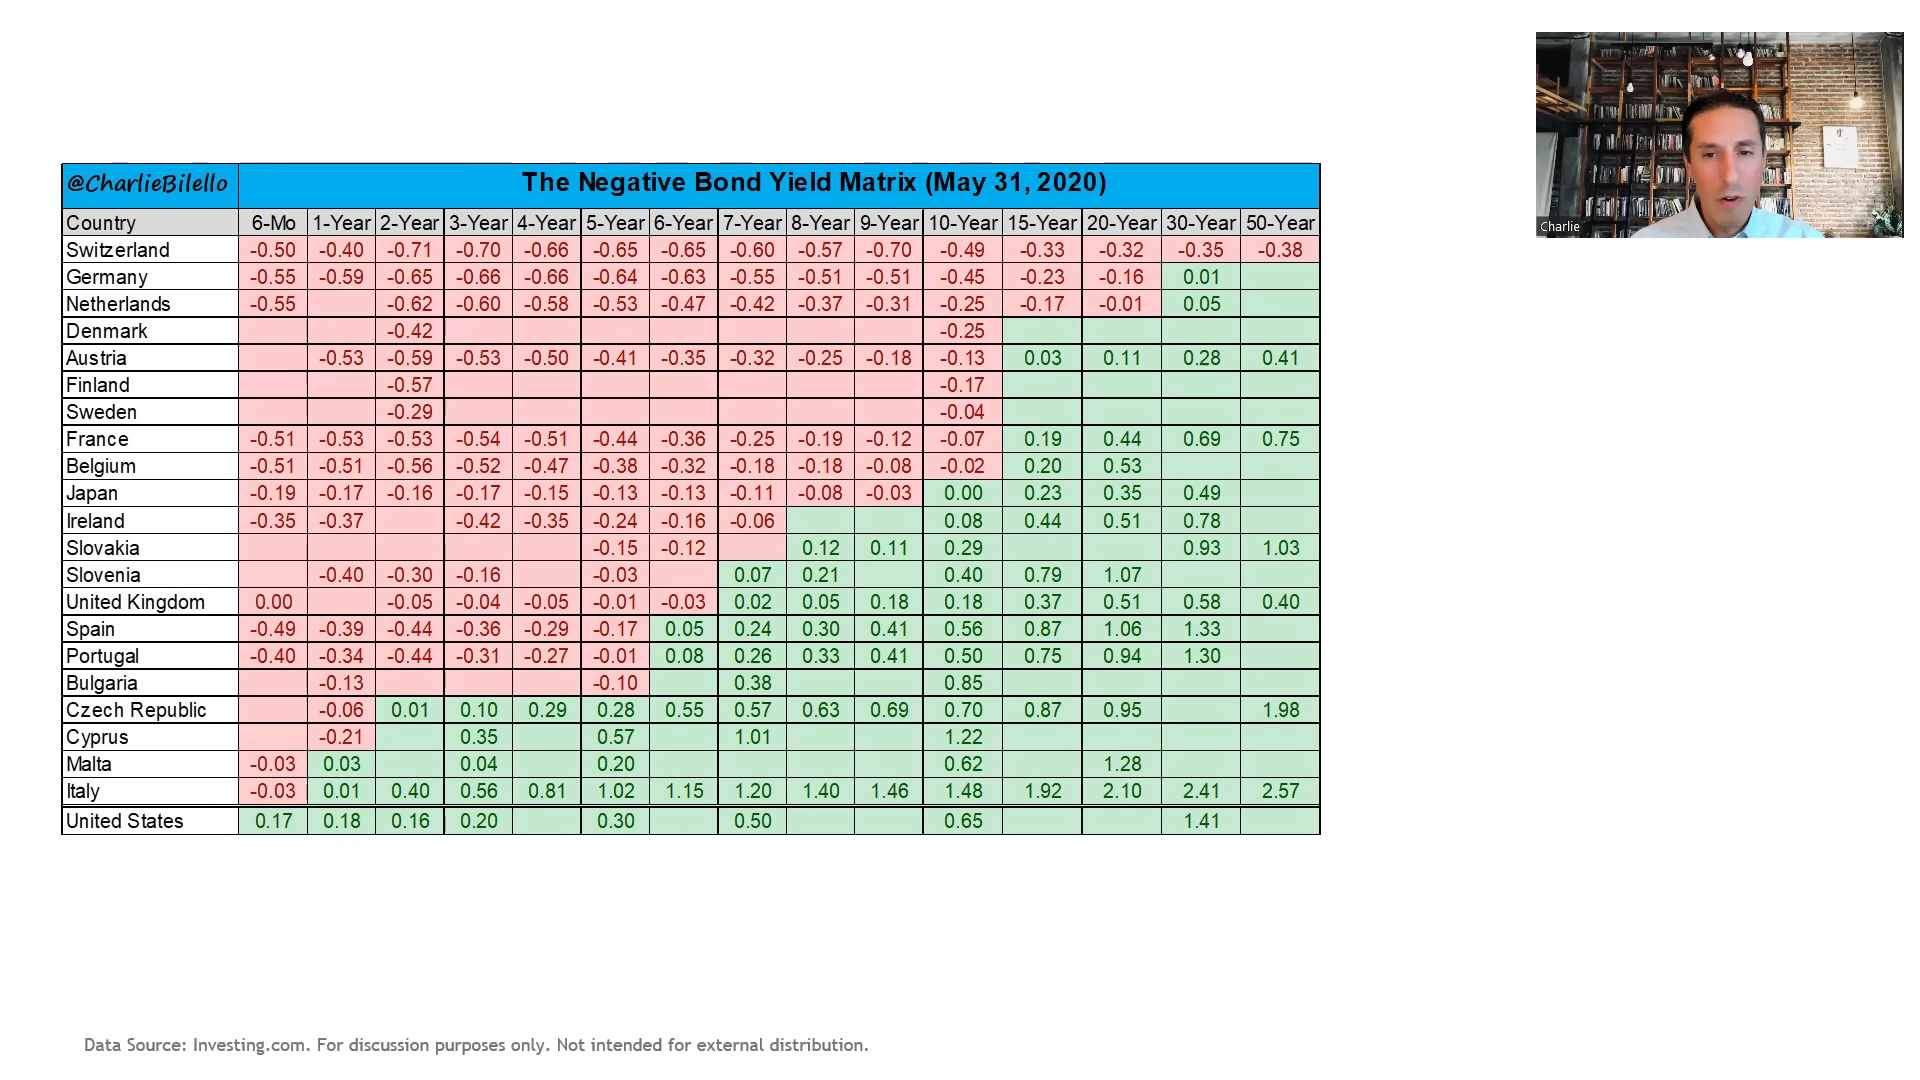 @CharlieBilello The Negative Bond Yield Matrix (May 31, 2020)
Country 6-Mo 1-Year 2-Year 3-Year 4-Year 5-Year 6-Year 7-Year 8-Year 9-Year 10-Year 15-Year 20-Year 30-Year 50-Year
Switzerland -0.50 -0.40 -0.71 -0.70 -0.66 -0.65 -0.65 -0.60 -0.57 -0.70 -0.49 -0.33 -0.32 -0.35 -0.38
Germany -0.55 -0.59 -0.65 -0.66 -0.66 -0.64 -0.63 -0.55 -0.51 -0.51 -0.45 -0.23 -0.16 0.01
Netherlands -0.55 -0.62 -0.60 -0.58 -0.53 -0.47 -0.42 -0.37 -0.31 -0.25 -0.17 -0.01 0.05
Denmark -0.42 -0.25
Austria -0.53 -0.59 -0.53 -0.50 -0.41 -0.35 -0.32 -0.25 -0.18 -0.13 0.03 0.11 0.28 0.41
Finland -0.57 -0.17
Sweden -0.29 -0.04
France -0.51 -0.53 -0.53 -0.54 -0.51 -0.44 -0.36 -0.25 -0.19 -0.12 -0.07 0.19 0.44 0.69 0.75
Belgium -0.51 -0.51 -0.56 -0.52 -0.47 -0.38 -0.32 -0.18 -0.18 -0.08 -0.02 0.20 0.53
Japan -0.19 -0.17 -0.16 -0.17 -0.15 -0.13 -0.13 -0.11 -0.08 -0.03 0.00 0.23 0.35 0.49
Ireland -0.35 -0.37 -0.42 -0.35 -0.24 -0.16 -0.06 0.08 0.44 0.51 0.78
Slovakia -0.15 -0.12 0.12 0.11 0.29 0.93 1.03
Slovenia -0.40 -0.30 -0.16 -0.03 0.07 0.21 0.40 0.79 1.07
United Kingdom 0.00 -0.05 -0.04 -0.05 -0.01 -0.03 0.02 0.05 0.18 0.18 0.37 0.51 0.58 0.40
Spain -0.49 -0.39 -0.44 -0.36 -0.29 -0.17 0.05 0.24 0.30 0.41 0.56 0.87 1.06 1.33
Portugal -0.40 -0.34 -0.44 -0.31 -0.27 -0.01 0.08 0.26 0.33 0.41 0.50 0.75 0.94 1.30
Bulgaria -0.13 -0.10 0.38 0.85
Czech Republic -0.06 0.01 0.10 0.29 0.28 0.55 0.57 0.63 0.69 0.70 0.87 0.95 1.98
Cyprus -0.21 0.35 0.57 1.01 1.22
Malta -0.03 0.03 0.04 0.20 0.62 1.28
Italy -0.03 0.01 0.40 0.56 0.81 1.02 1.15 1.20 1.40 1.46 1.48 1.92 2.10 2.41 2.57
United States 0.17 0.18 0.16 0.20 0.30 0.50 0.65 1.41
Charlie
Data Source: Investing.com. For discussion purposes only. Not intended for external distribution.